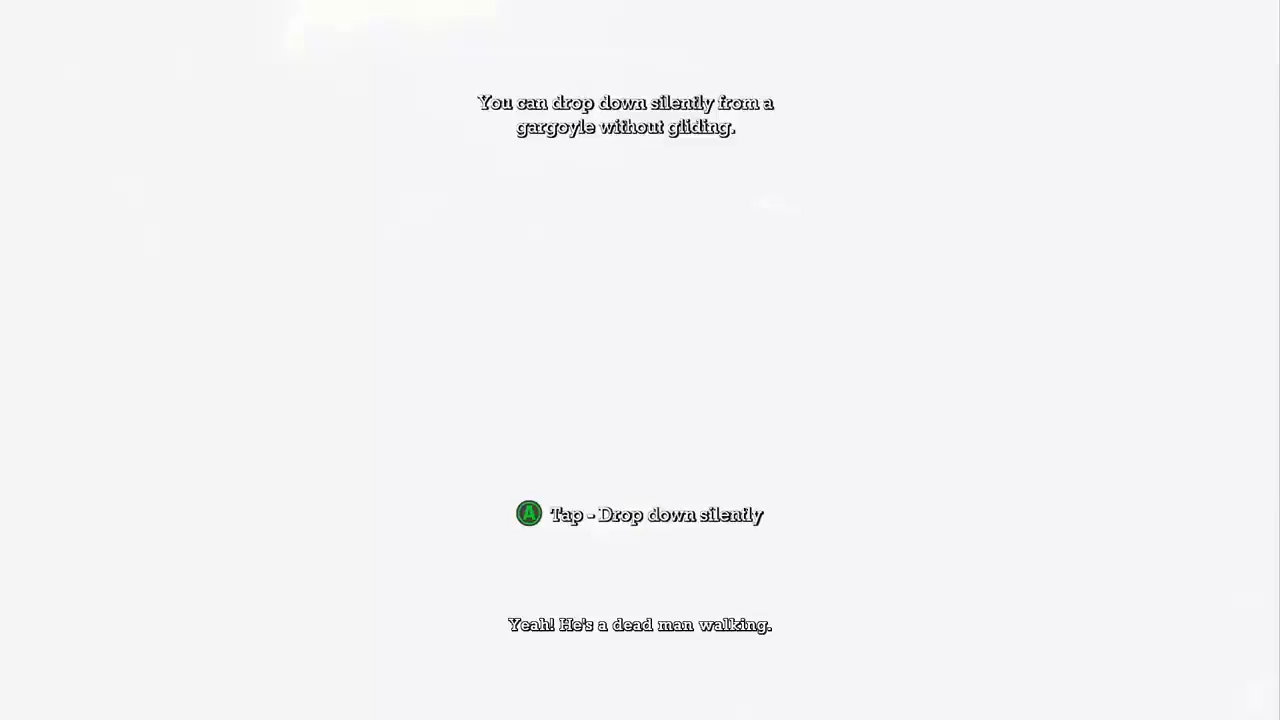 You can drop down silently from a
gargoyle without gliding.
A Tap - Drop down silently
Yeah! He's a dead man walking.